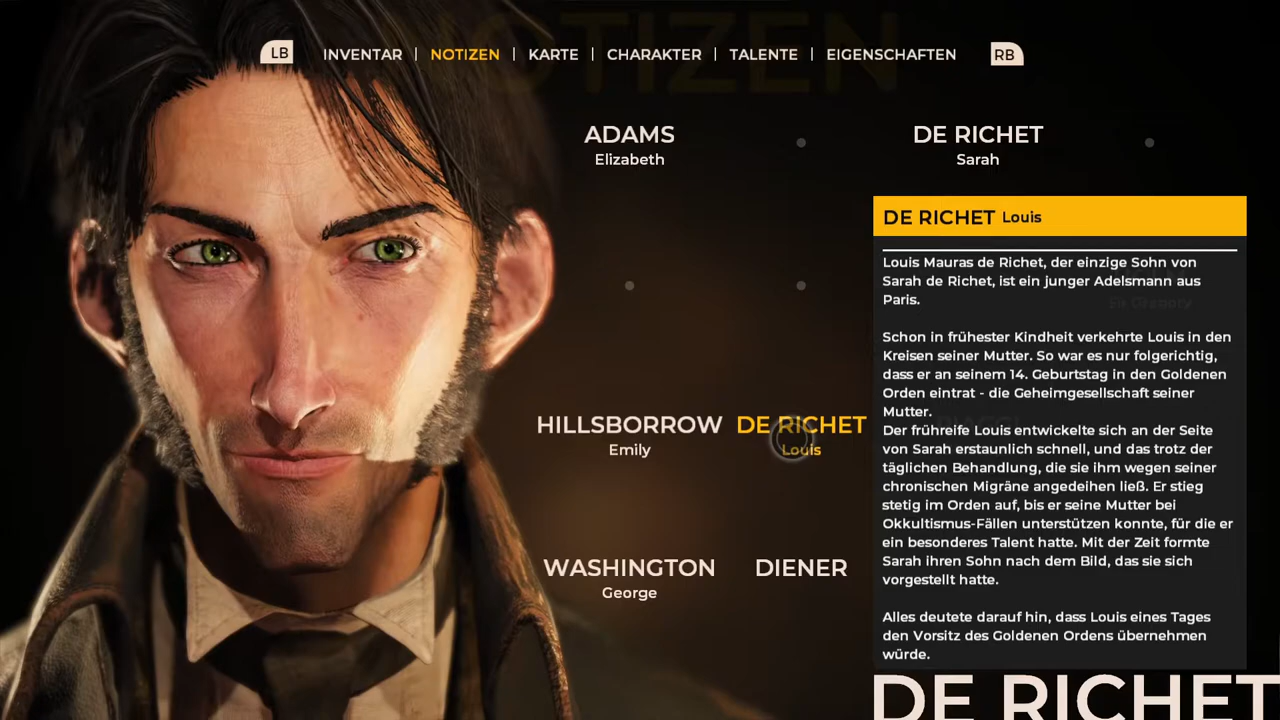 NOTIZEN
LB INVENTAR | NOTIZEN | KARTE | CHARAKTER | TALENTE | EIGENSCHAFTEN RB
ADAMS
Elizabeth
DE RICHET
Sarah
HILLSBORROW
Emily
DE RICHET
Louis
WASHINGTON
George
DIENER
DE RICHET Louis
Louis Mauras de Richet, der einzige Sohn von
Sarah de Richet, ist ein junger Adelsmann aus
Paris.
Schon in frühester Kindheit verkehrte Louis in den
Kreisen seiner Mutter. So war es nur folgerichtig,
dass er an seinem 14. Geburtstag in den Goldenen
Orden eintrat - die Geheimgesellschaft seiner
Mutter.
Der frühreife Louis entwickelte sich an der Seite
von Sarah erstaunlich schnell, und das trotz der
täglichen Behandlung, die sie ihm wegen seiner
chronischen Migräne angedeihen ließ. Er stieg
stetig im Orden auf, bis er seine Mutter bei
Okkultismus-Fällen unterstützen konnte, für die er
ein besonderes Talent hatte. Mit der Zeit formte
Sarah ihren Sohn nach dem Bild, das sie sich
vorgestellt hatte.
Alles deutete darauf hin, dass Louis eines Tages
den Vorsitz des Goldenen Ordens übernehmen
würde.
DE RICHET